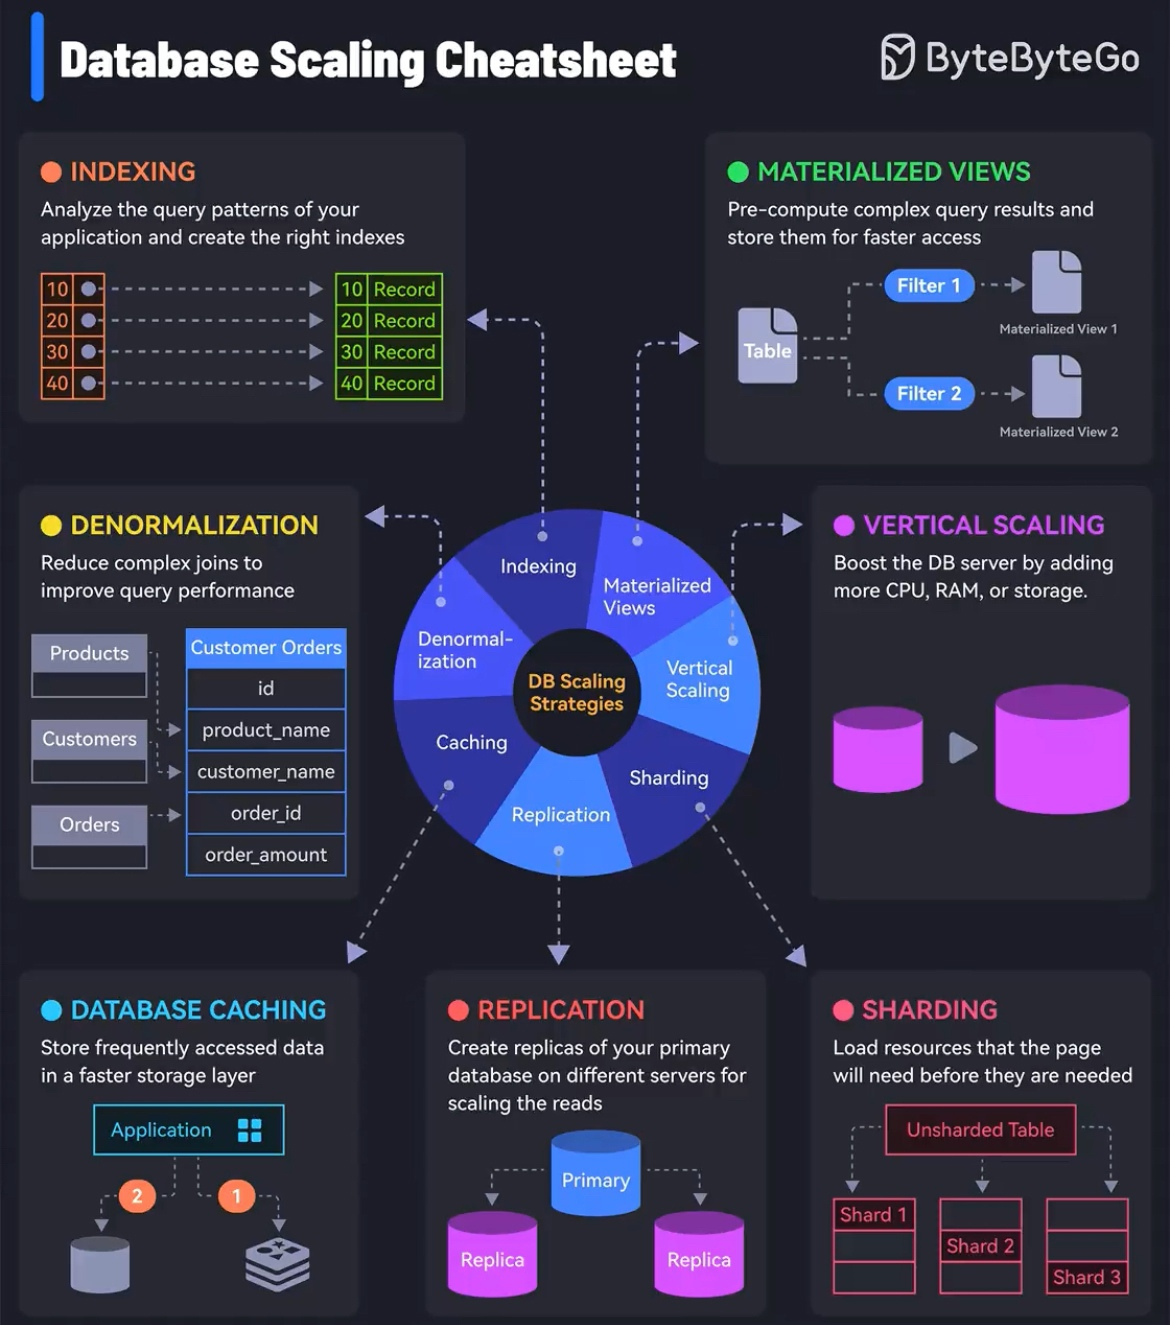 Database Scaling Cheatsheet
ByteByteGo
INDEXING
Analyze the query patterns of your
application and create the right indexes
10
10 Record
20
20 Record
30
30 Record
40
40 Record
MATERIALIZED VIEWS
Pre-compute complex query results and
store them for faster access
Table
Filter 1
Materialized View 1
Filter 2
Materialized View 2
DENORMALIZATION
Reduce complex joins to
improve query performance
Products
Customers
Orders
Customer Orders
id
product_name
customer_name
order_id
order_amount
Indexing
Materialized
Views
Denormal-
ization
DB Scaling
Strategies
Vertical
Scaling
Caching
Sharding
Replication
VERTICAL SCALING
Boost the DB server by adding
more CPU, RAM, or storage.
DATABASE CACHING
Store frequently accessed data
in a faster storage layer
Application
2
1
REPLICATION
Create replicas of your primary
database on different servers for
scaling the reads
Primary
Replica
Replica
SHARDING
Load resources that the page
will need before they are needed
Unsharded Table
Shard 1
Shard 2
Shard 3